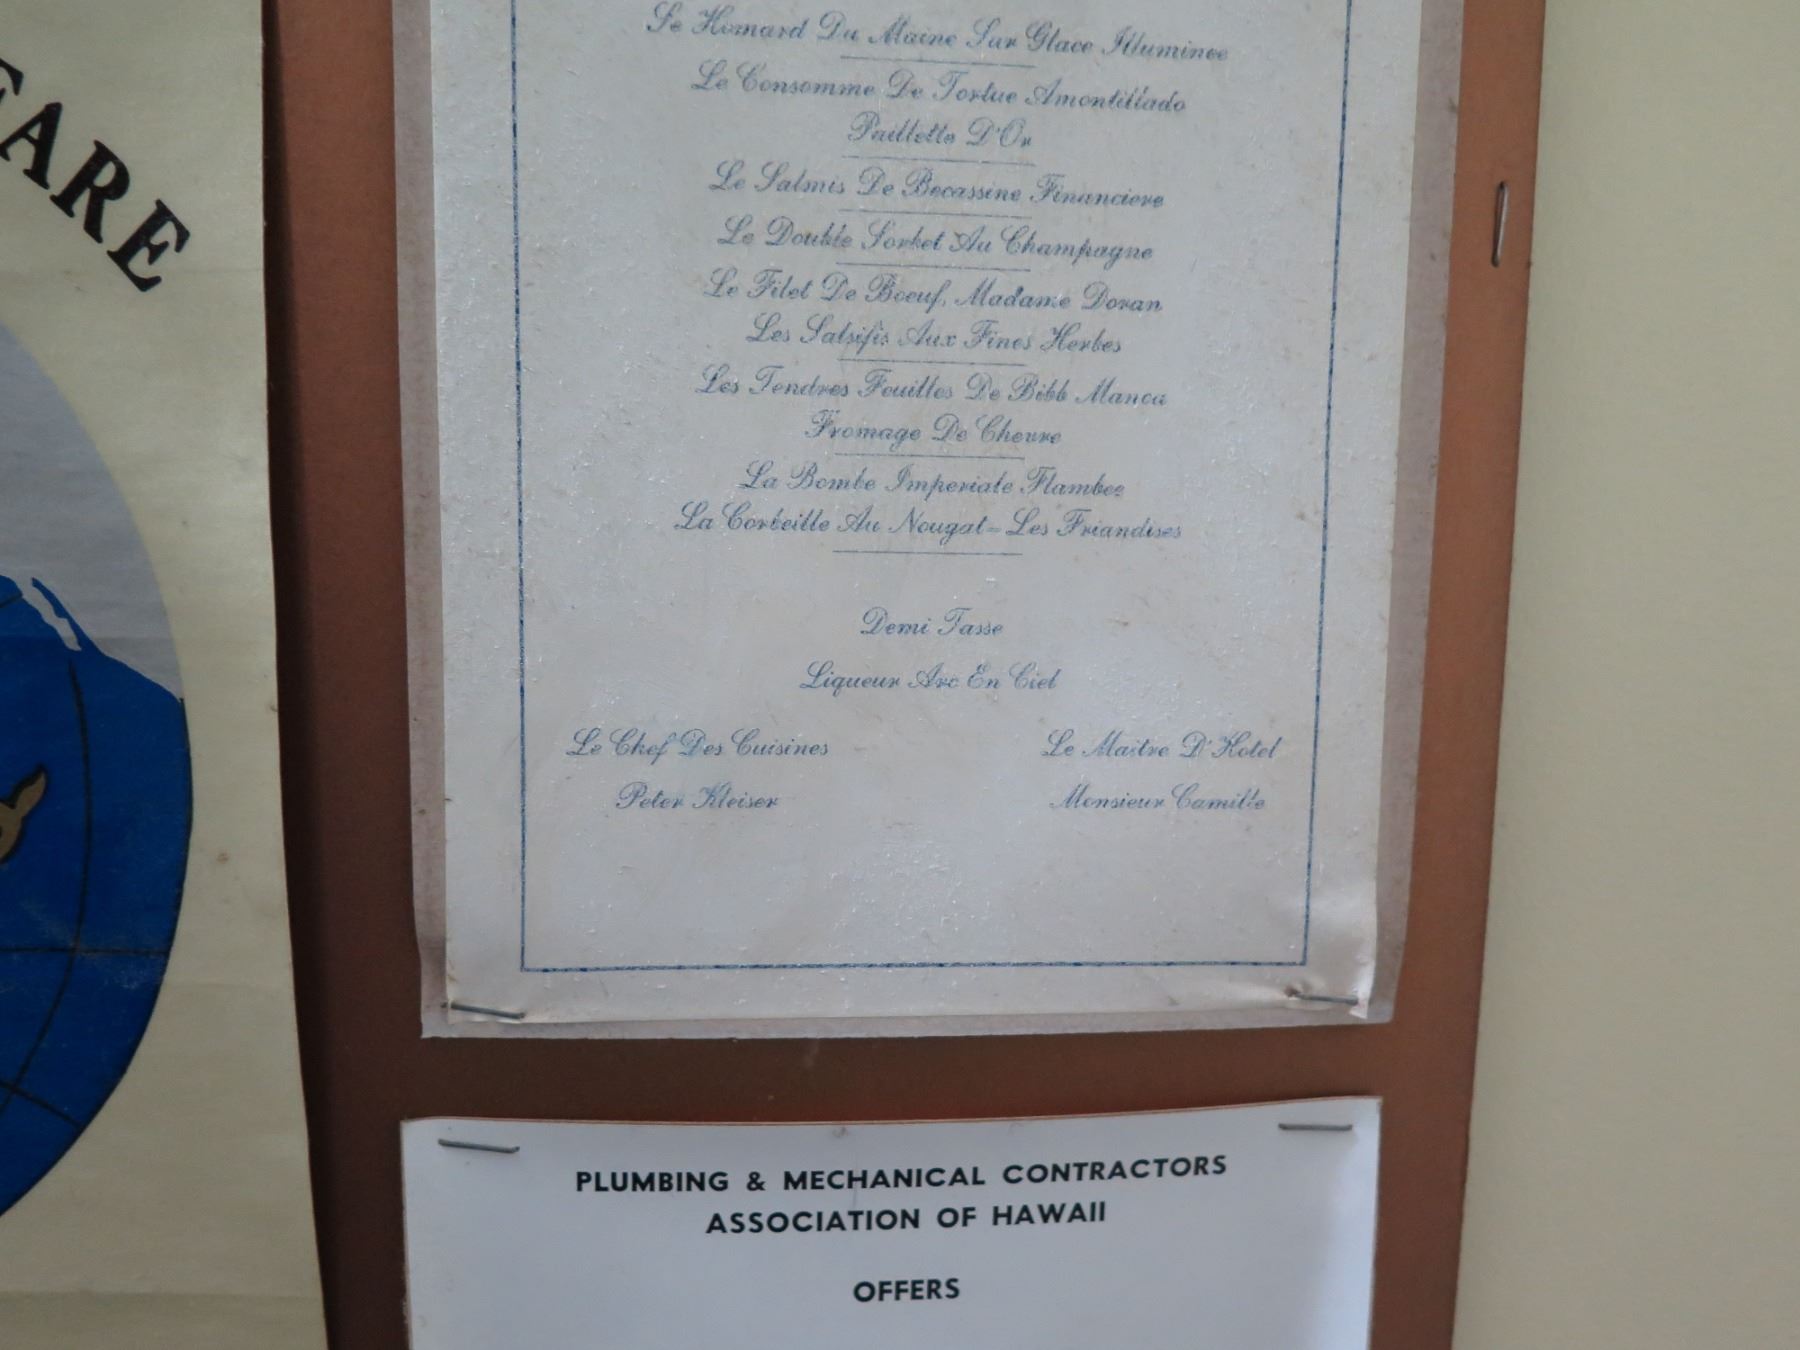 FARE
Le Homard Du Maine Sur Glace Illuminee
Le Consomme De Tortue Amontillado
Paillette D'Or
Le Salmis De Becassine Financiere
Le Double Sorbet Au Champagne
Le Filet De Boeuf, Madame Doran
Les Salsifis Aux Fines Herbes
Les Tendres Feuilles De Bibb Manoa
Fromage De Chevre
La Bombe Imperiale Flambee
La Corbeille Au Nougat - Les Friandises
Demi Tasse
Liqueur Arc En Ciel
Le Chef Des Cuisines
Le Maitre D'Hotel
Peter Kleiser
Monsieur Camille
PLUMBING & MECHANICAL CONTRACTORS
ASSOCIATION OF HAWAII
OFFERS